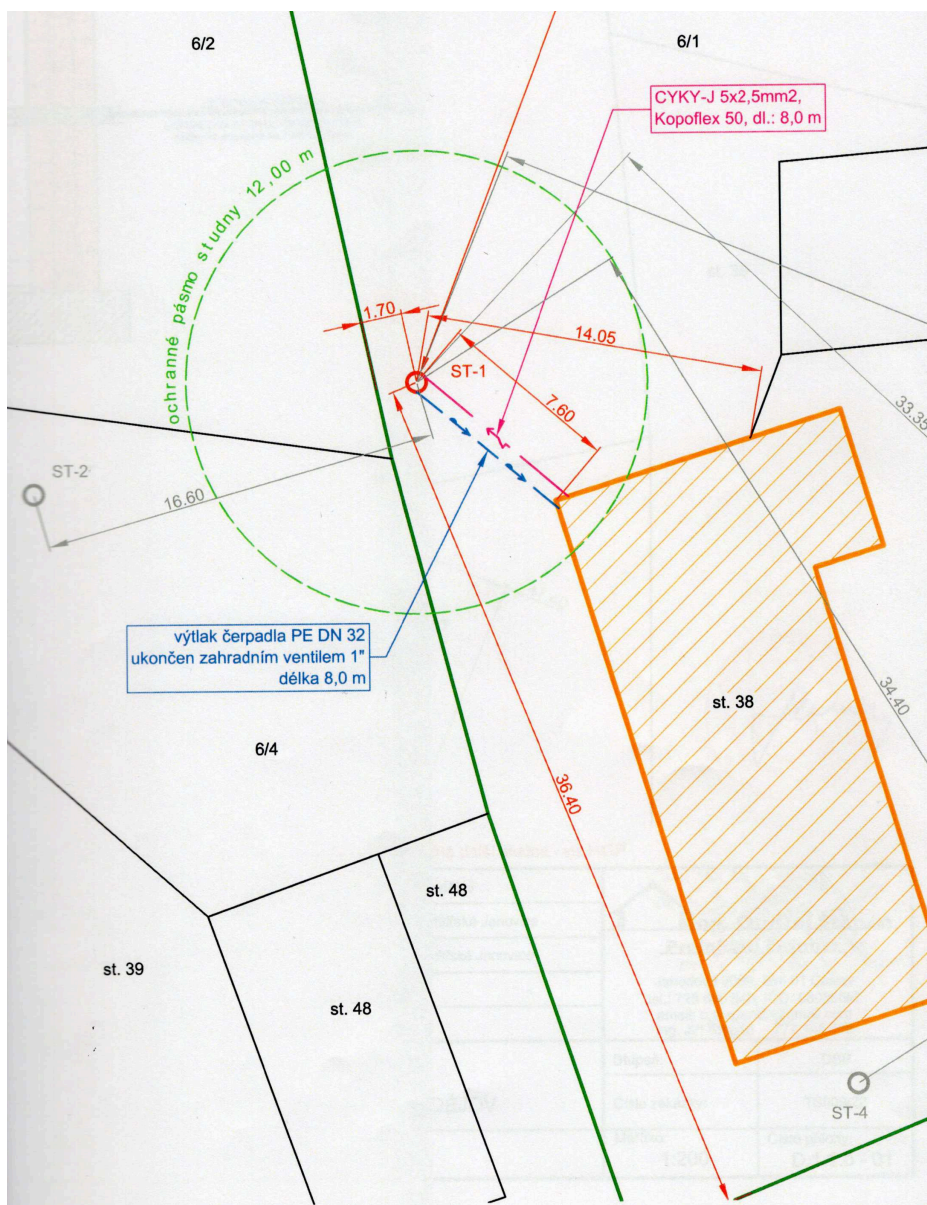 6/2
6/1
CYKY-J 5x2,5mm2,
Kopoflex 50, dl.: 8,0 m
ochranné pásmo studny 12,00 m
1.70
14.05
ST-1
7.60
33.35
ST-2
16.60
výtlak čerpadla PE DN 32
ukončen zahradním ventilem 1"
délka 8,0 m
st. 38
34.40
6/4
36.40
st. 48
st. 39
st. 48
ST-4